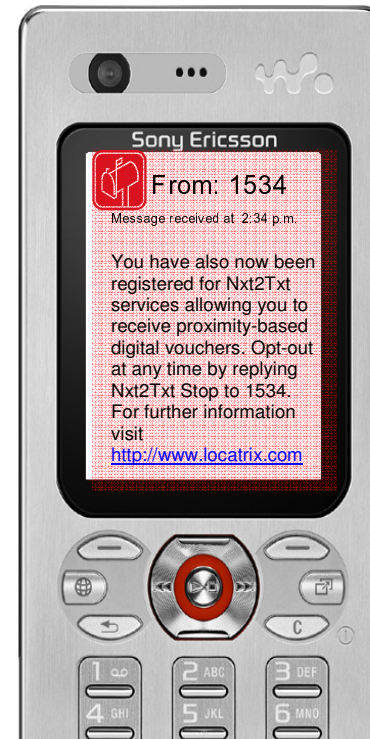 Sony Ericsson
From: 1534
Message received at 2:34 p.m.
You have also now been
registered for Nxt2Txt
services allowing you to
receive proximity-based
digital vouchers. Opt-out
at any time by replying
Nxt2Txt Stop to 1534.
For further information
visit
http://www.locatrix.com
C
1 2 ABC 3 DEF
4 GHI 5 JKL 6 MNO